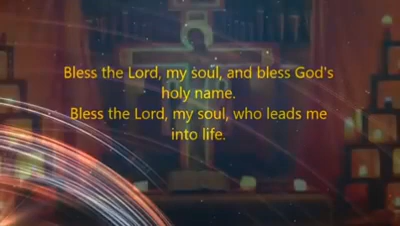 Bless the Lord, my soul, and bless God's
holy name.
Bless the Lord, my soul, who leads me
into life.